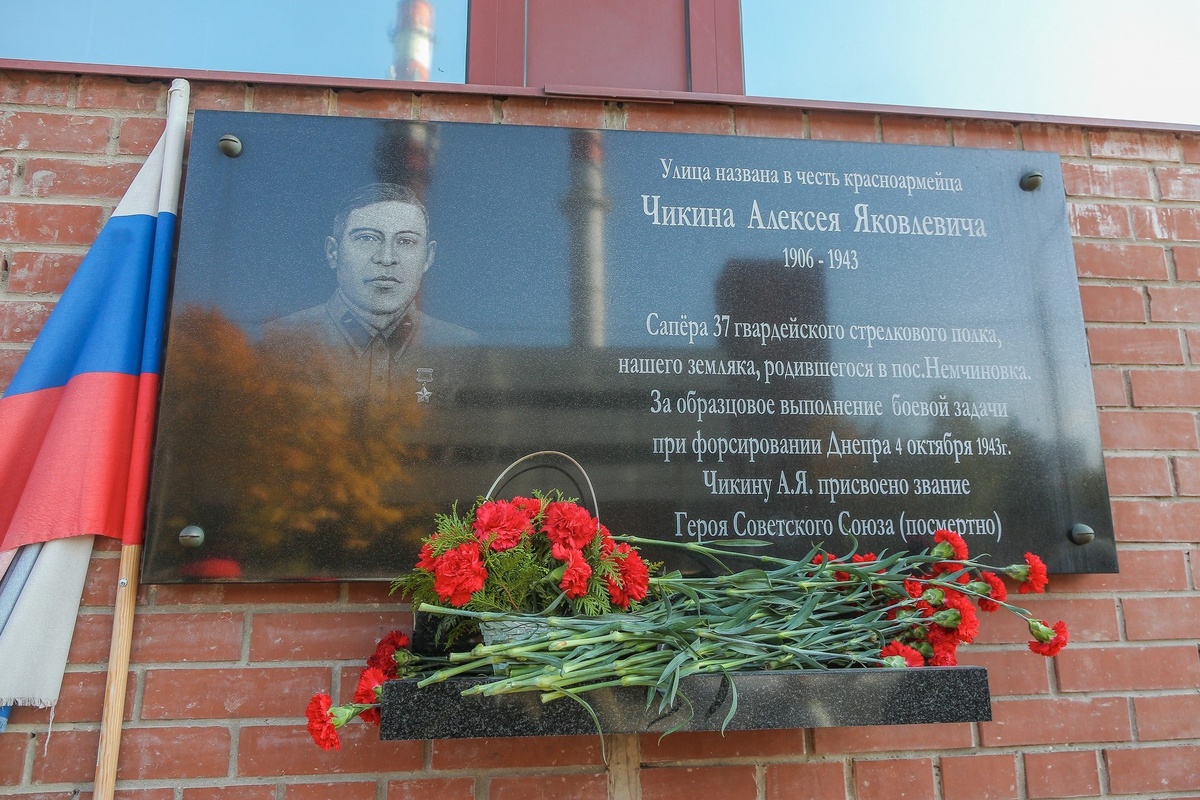 Улица названа в честь красноармейца
Чикина Алексея Яковлевича
1906 - 1943
Сапёра 37 гвардейского стрелкового полка,
нашего земляка, родившегося в пос.Немчиновка.
За образцовое выполнение боевой задачи
при форсировании Днепра 4 октября 1943г.
Чикину А.Я. присвоено звание
Героя Советского Союза (посмертно)